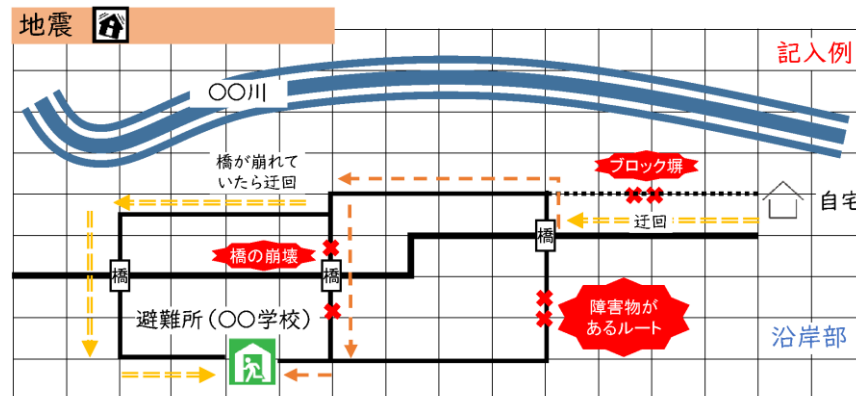 地震
記入例
〇〇川
橋が崩れて
いたら迂回
ブロック塀
自宅
迂回
橋
橋の崩壊
橋
橋
避難所(〇〇学校)
障害物が
あるルート
沿岸部